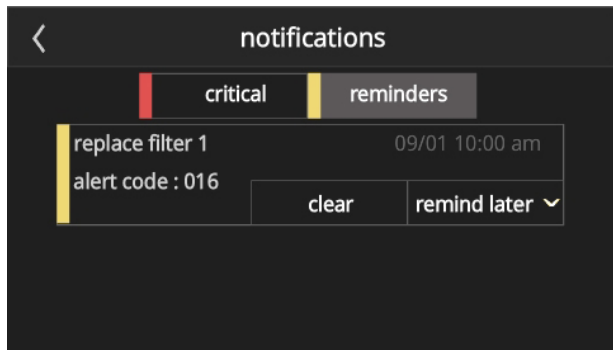 notifications
critical
reminders
replace filter 1
09/01 10:00 am
alert code : 016
clear
remind later